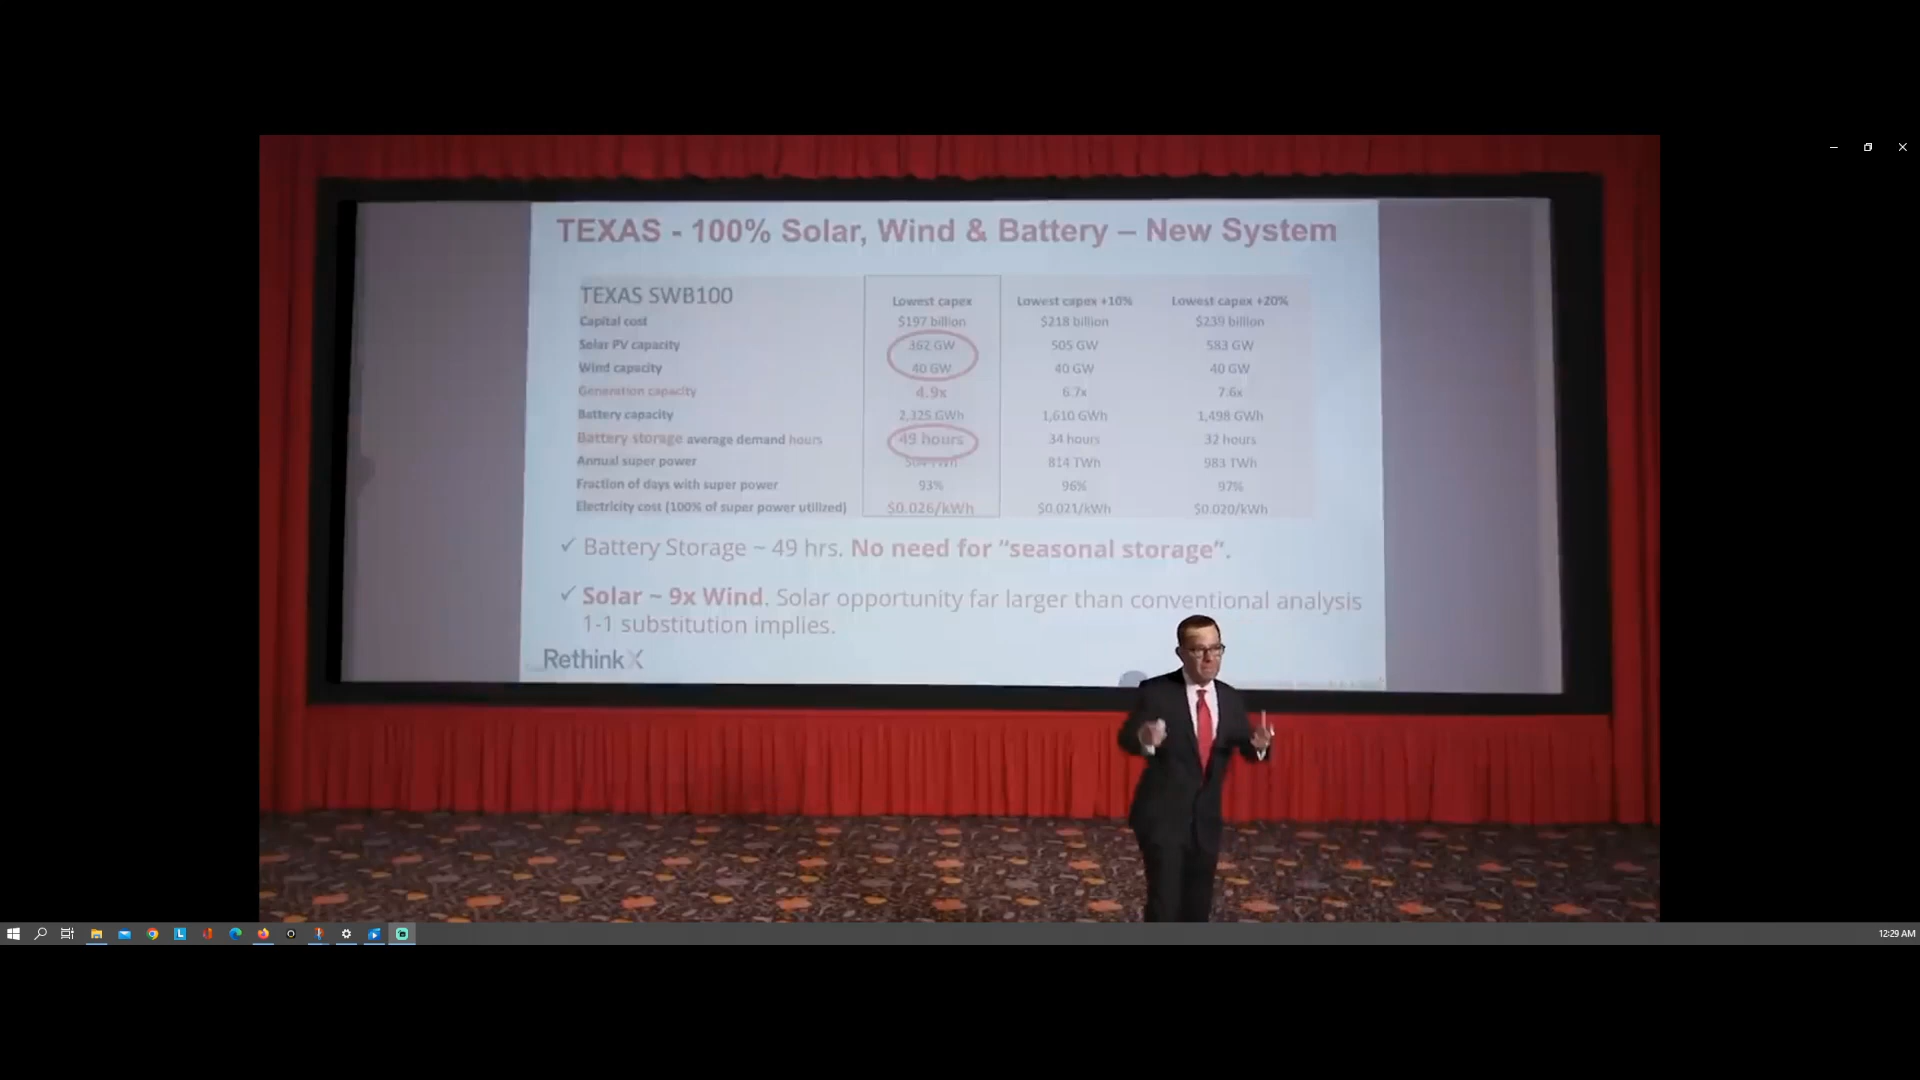 TEXAS - 100% Solar, Wind & Battery – New System
TEXAS SWB100 Lowest capex Lowest capex +10% Lowest capex +20%
Capital cost $197 billion $218 billion $239 billion
Solar PV capacity 362 GW 505 GW 583 GW
Wind capacity 40 GW 40 GW 40 GW
Generation capacity 4.9x 6.7x 7.6x
Battery capacity 2,325 GWh 1,610 GWh 1,498 GWh
Battery storage average demand hours 49 hours 34 hours 32 hours
Annual super power 814 TWh 983 TWh
Fraction of days with super power 93% 96% 97%
Electricity cost (100% of super power utilized) $0.026/kWh $0.021/kWh $0.020/kWh
✓ Battery Storage ~ 49 hrs. No need for “seasonal storage”.
✓ Solar ~ 9x Wind. Solar opportunity far larger than conventional analysis
1-1 substitution implies.
RethinkX
12:29 AM